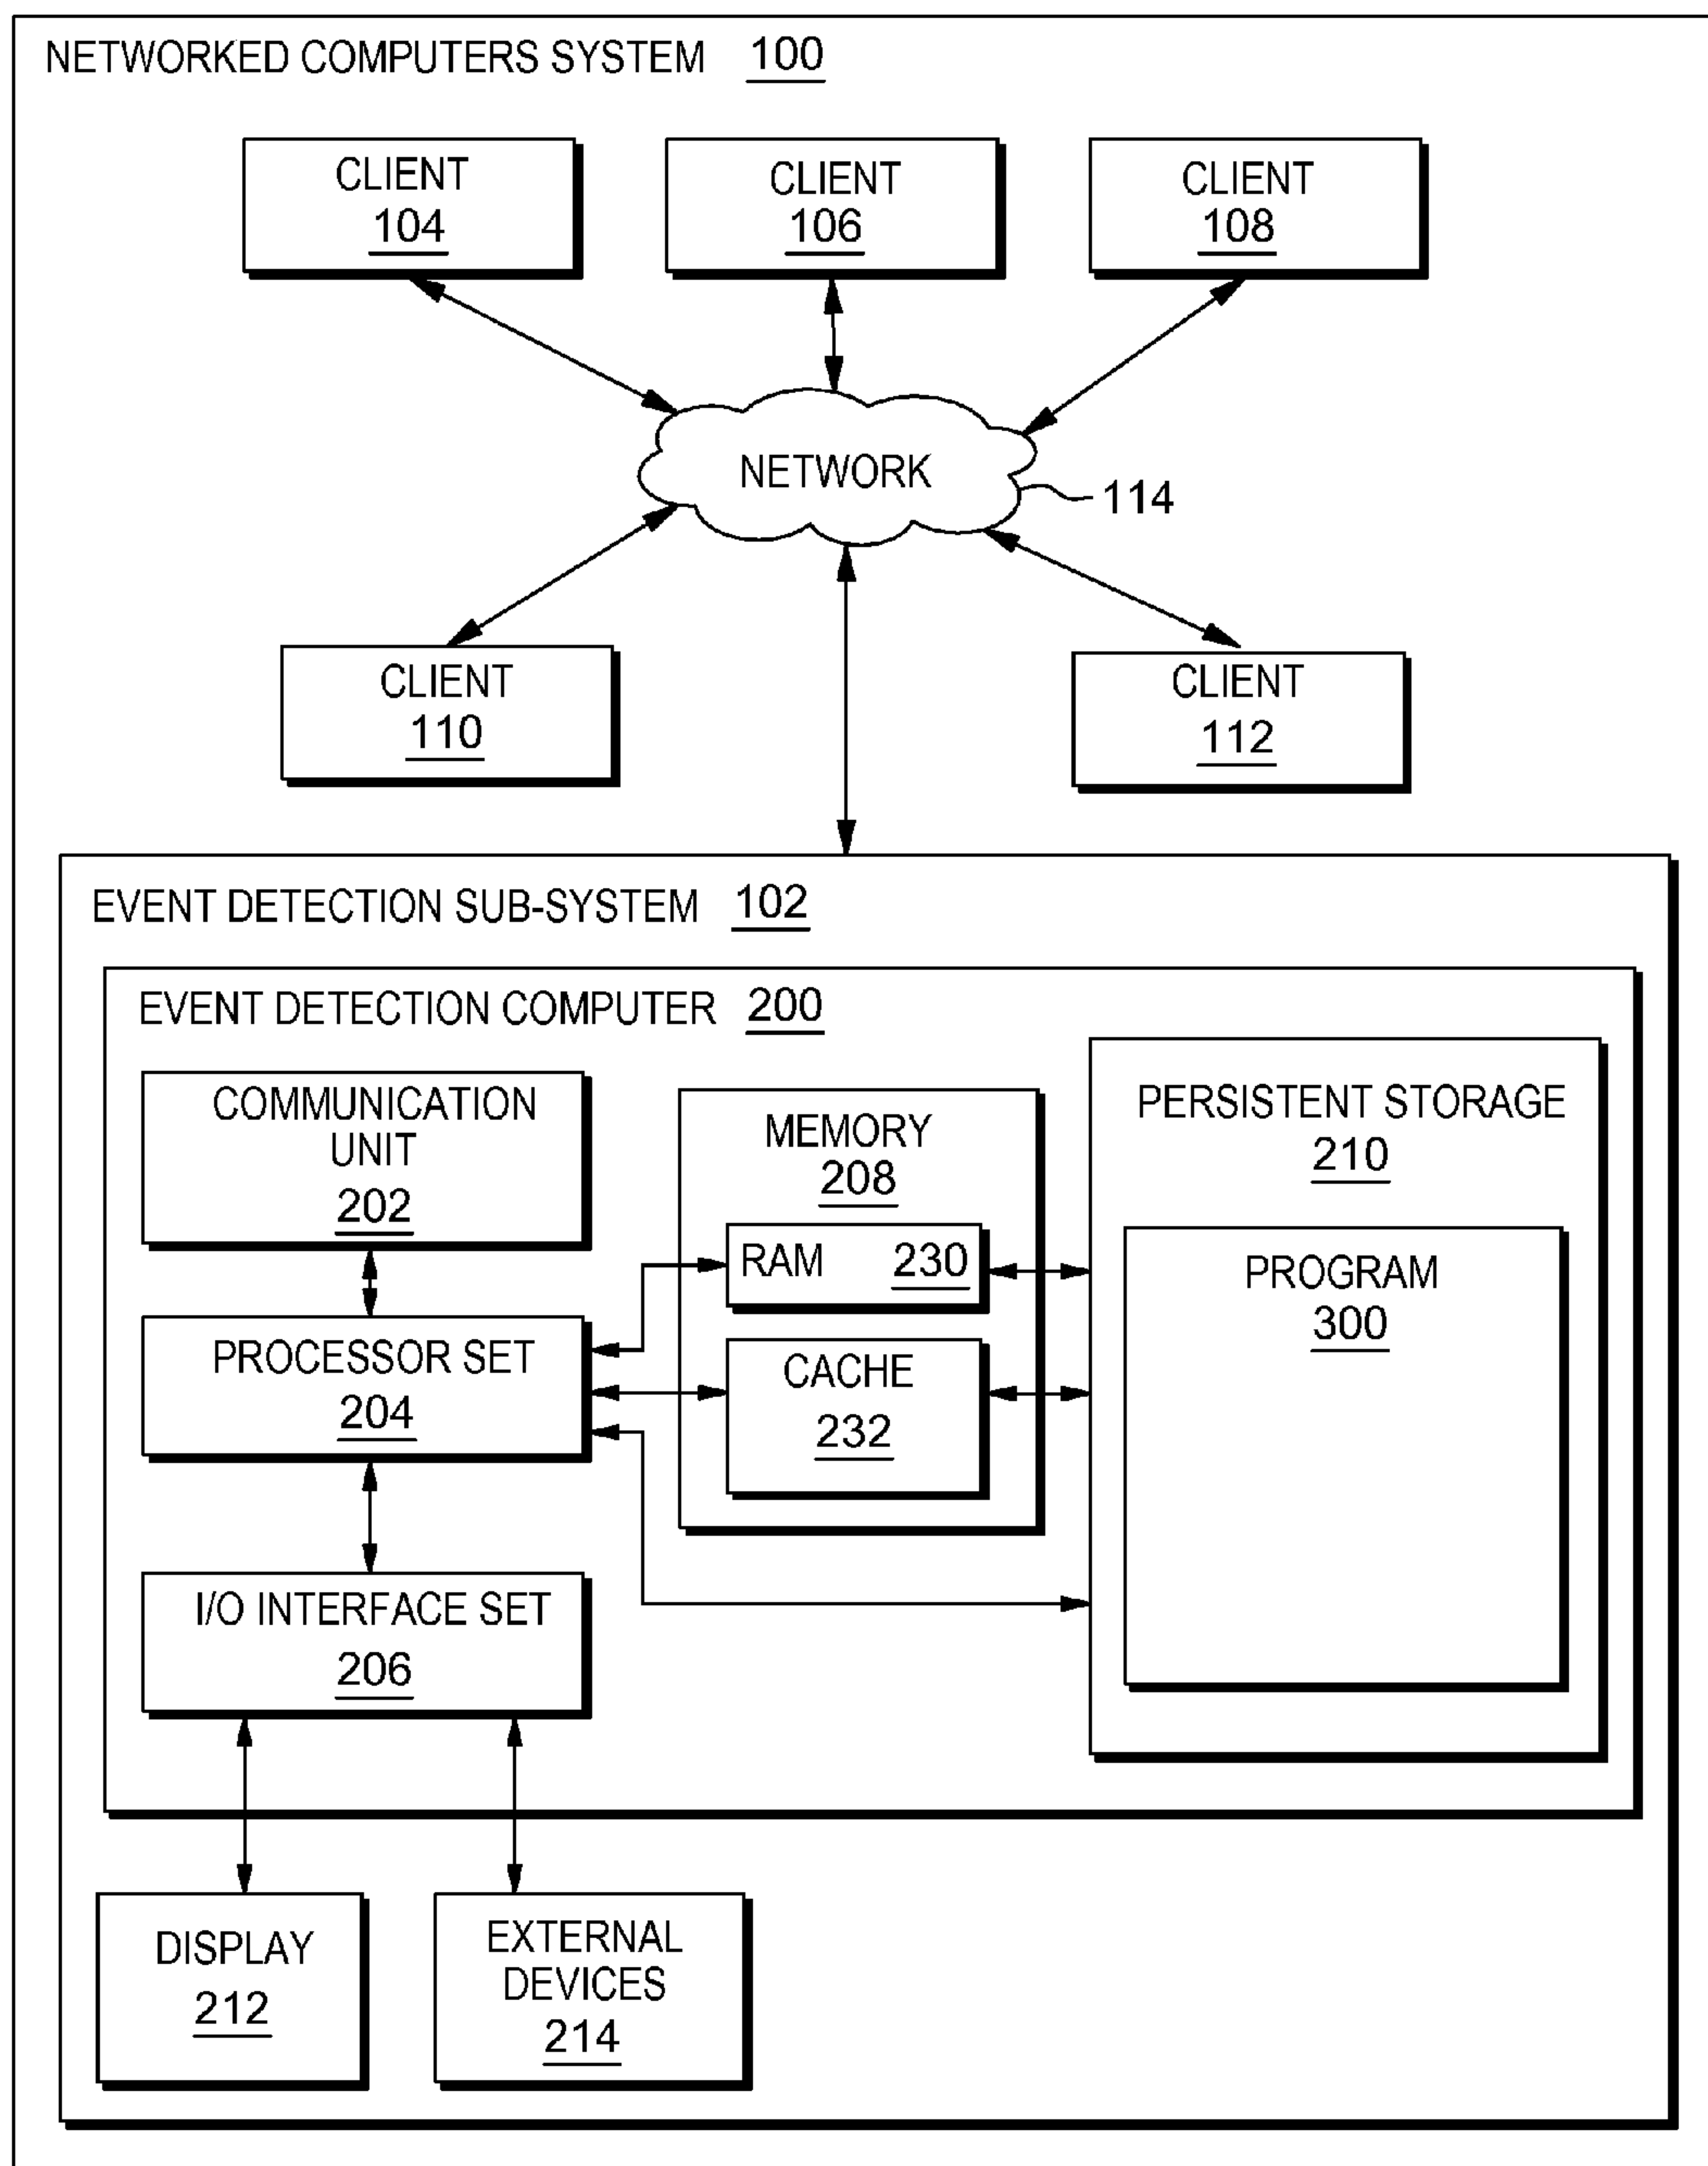 NETWORKED COMPUTERS SYSTEM 100
CLIENT
104
CLIENT
106
CLIENT
108
NETWORK
114
CLIENT
110
CLIENT
112
EVENT DETECTION SUB-SYSTEM 102
EVENT DETECTION COMPUTER 200
COMMUNICATION
UNIT
202
MEMORY
208
PERSISTENT STORAGE
210
RAM 230
PROGRAM
300
PROCESSOR SET
204
CACHE
232
I/O INTERFACE SET
206
DISPLAY
212
EXTERNAL
DEVICES
214